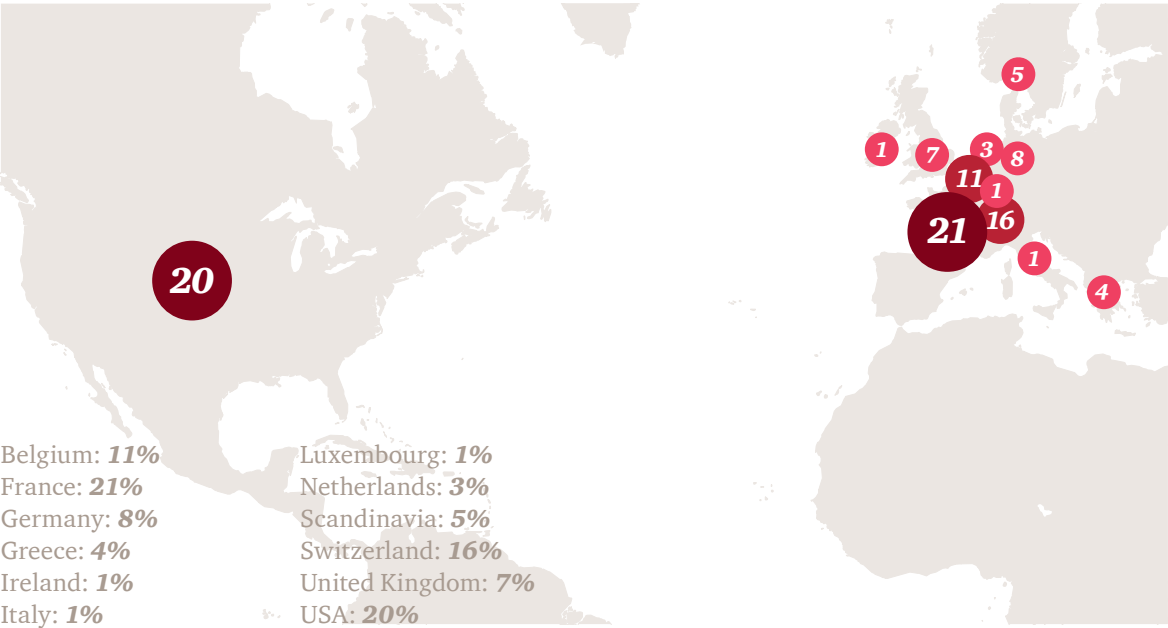 5
1
7
3
8
11
1
21
16
20
1
4
Belgium: 11%
France: 21%
Germany: 8%
Greece: 4%
Ireland: 1%
Italy: 1%
Luxembourg: 1%
Netherlands: 3%
Scandinavia: 5%
Switzerland: 16%
United Kingdom: 7%
USA: 20%